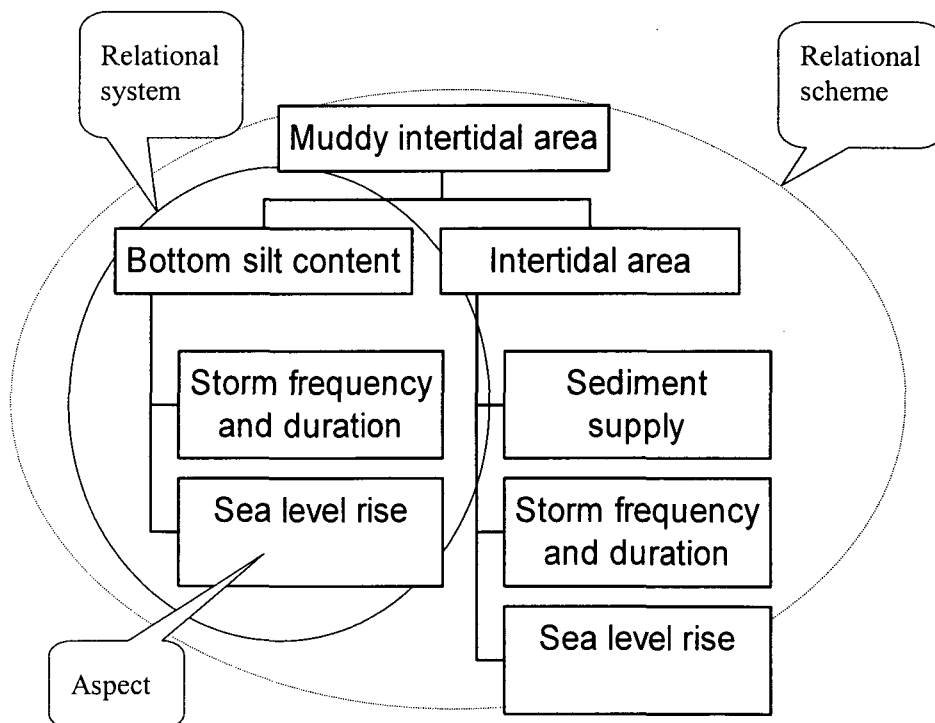 Relational
system
Relational
scheme
Muddy intertidal area
Bottom silt content
Intertidal area
Storm frequency
and duration
Sediment
supply
Sea level rise
Storm frequency
and duration
Sea level rise
Aspect